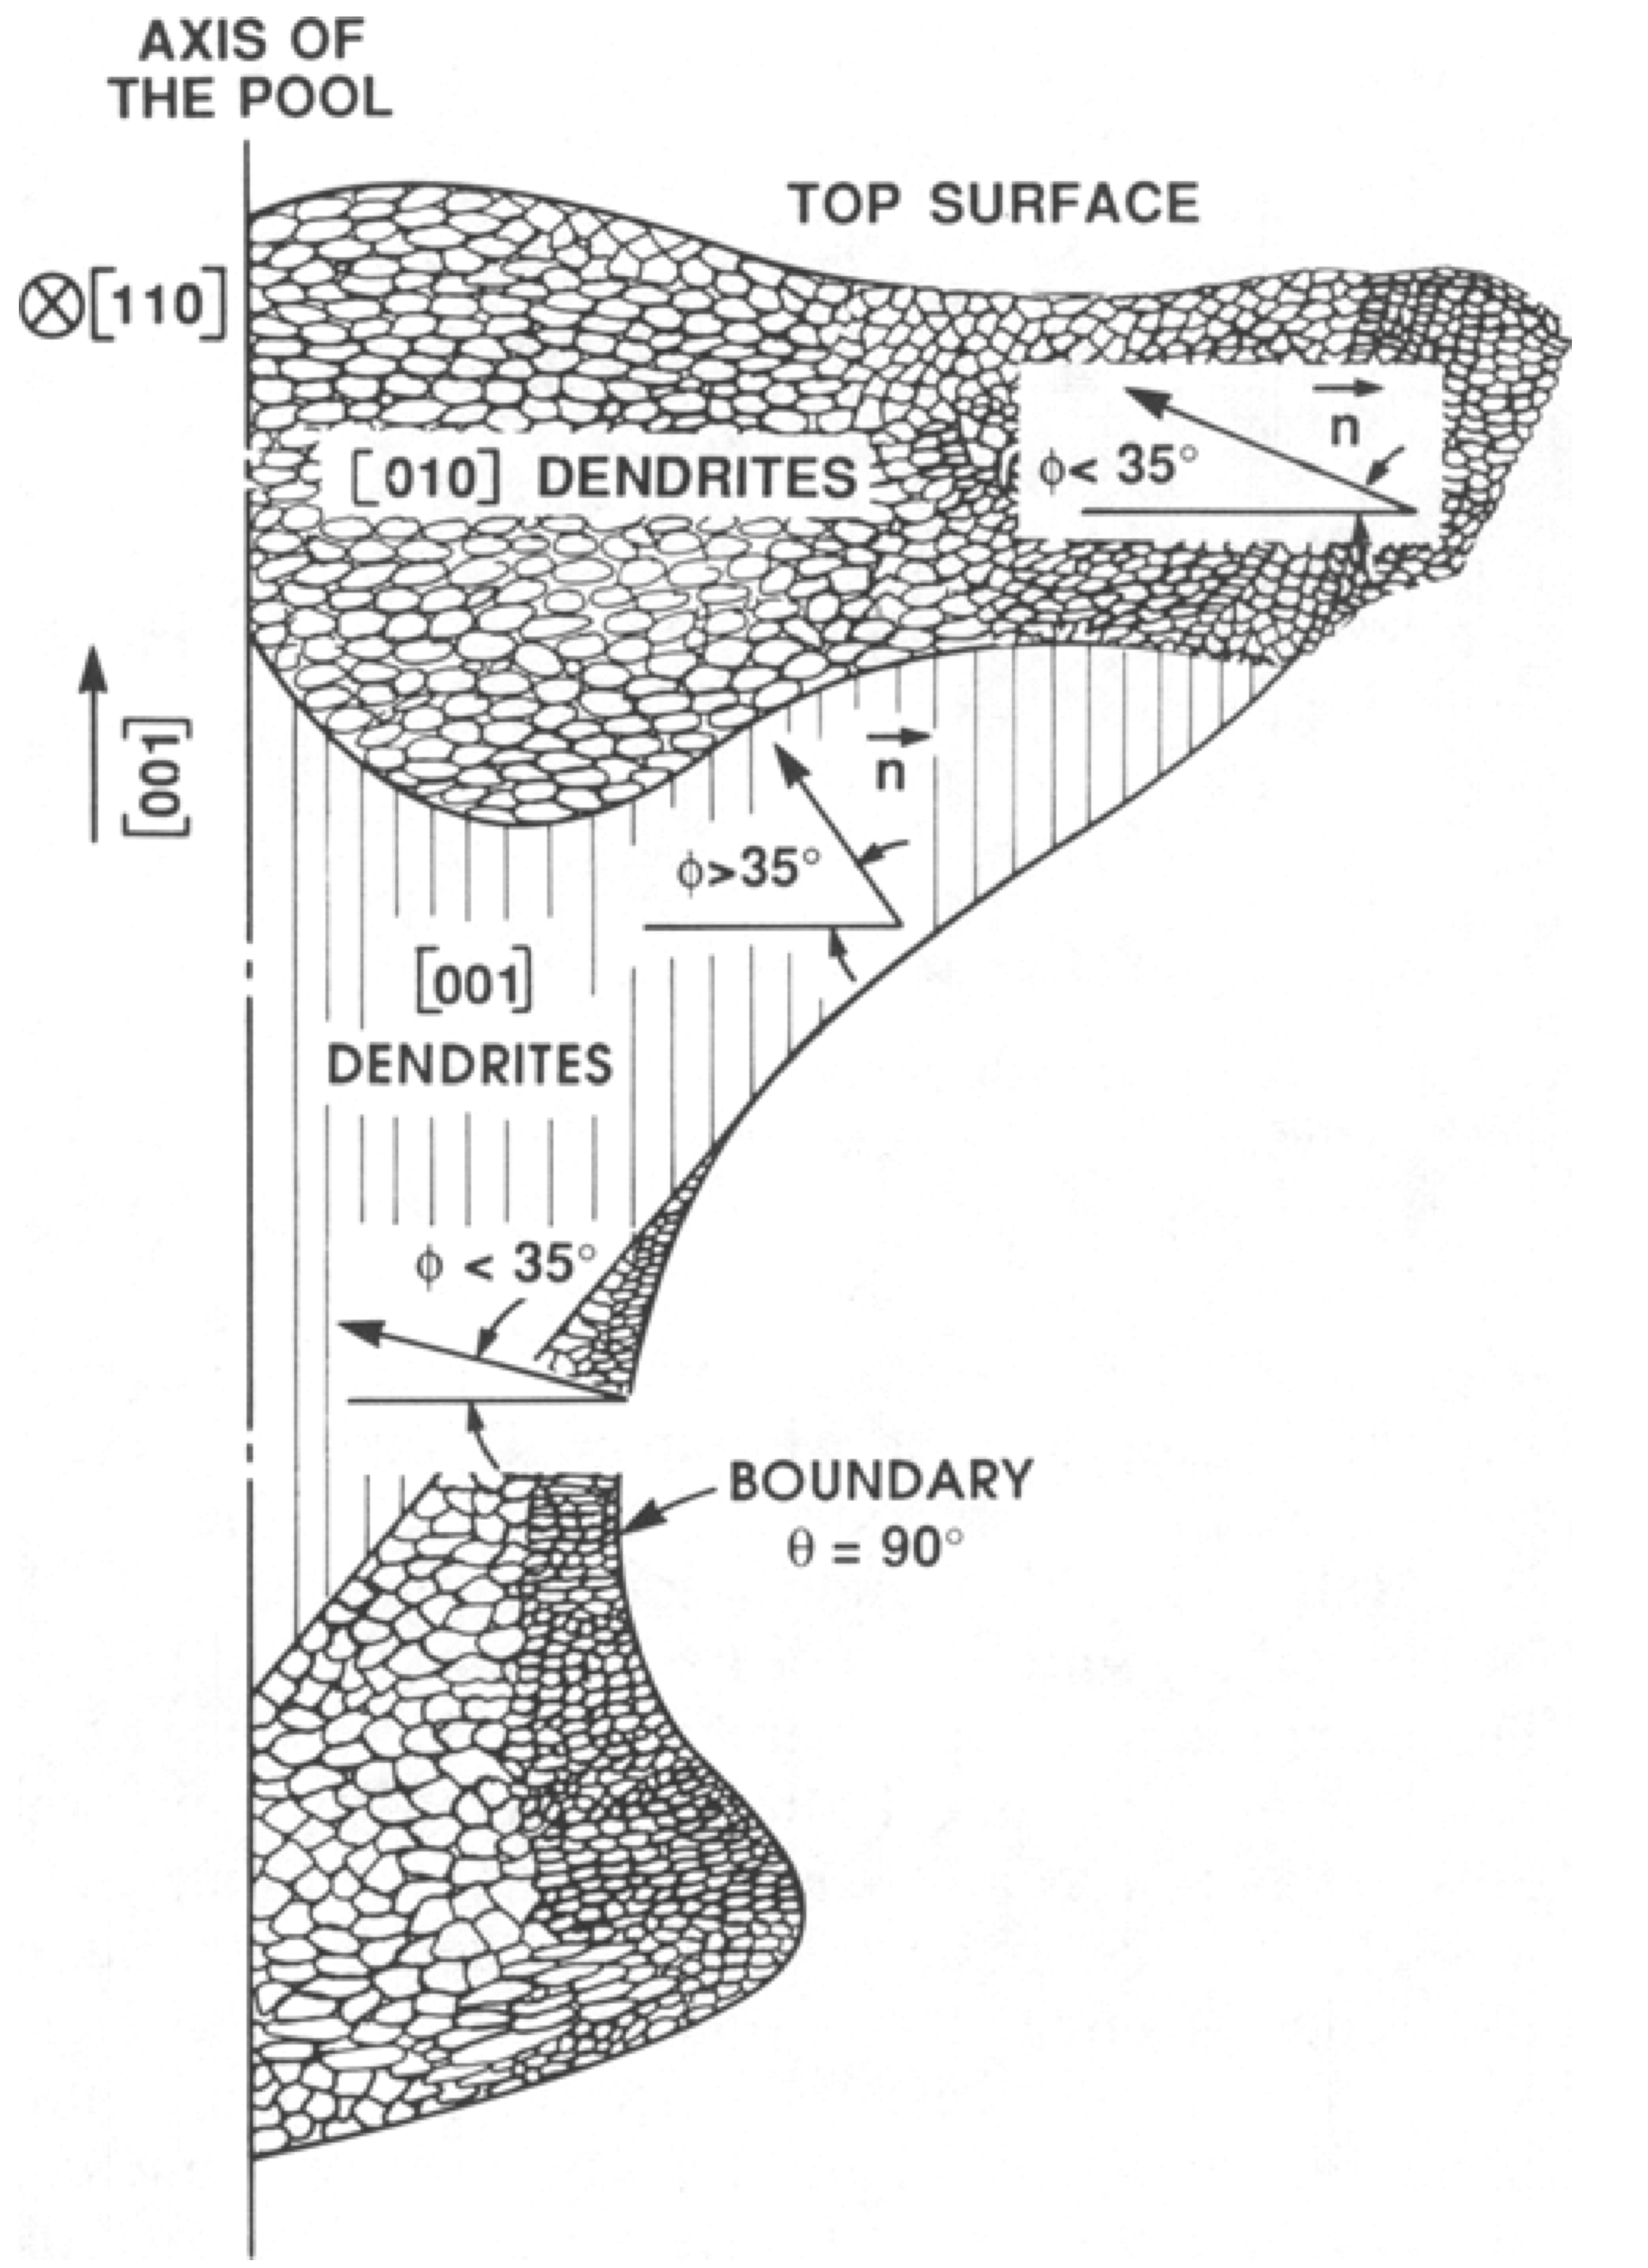 AXIS OF
THE POOL
TOP SURFACE
⊗[110]
[010] DENDRITES
ϕ< 35°
n
[001]
n
ϕ>35°
[001]
DENDRITES
ϕ < 35°
BOUNDARY
θ = 90°